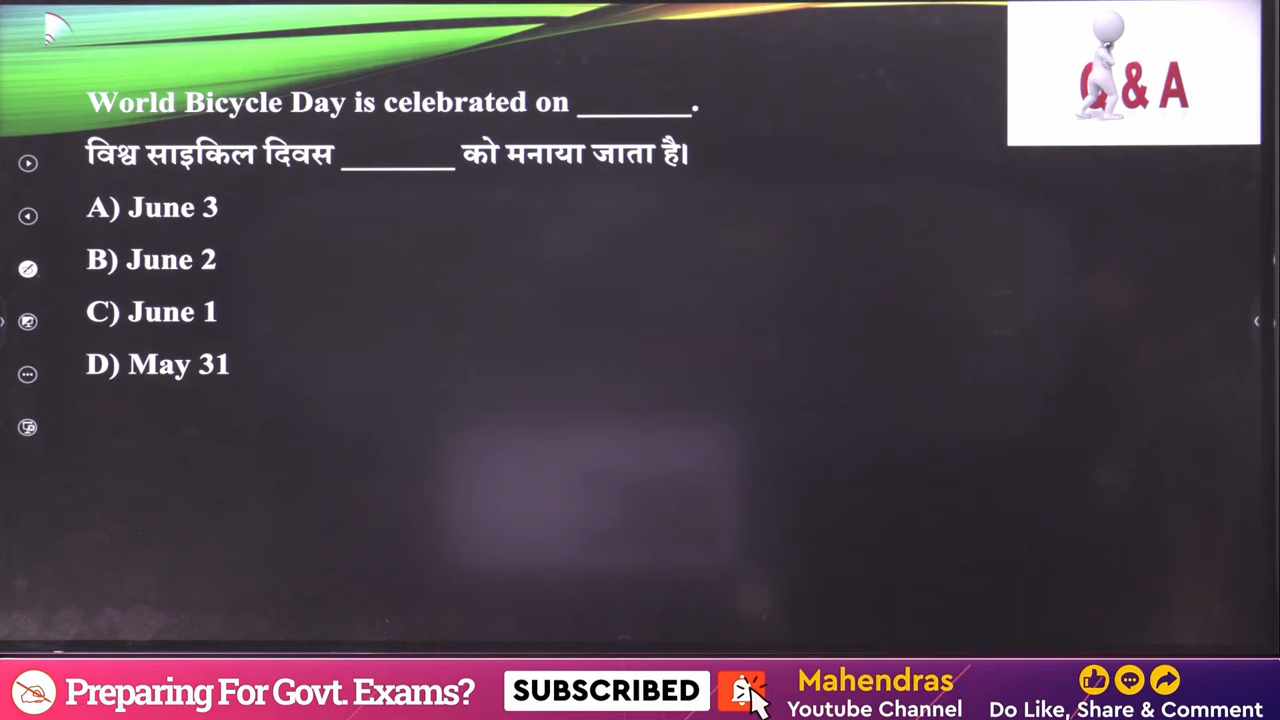 Q & A
World Bicycle Day is celebrated on ________.
विश्व साइकिल दिवस ________ को मनाया जाता है।
A) June 3
B) June 2
C) June 1
D) May 31
Preparing For Govt. Exams?
SUBSCRIBED
Mahendras
Youtube Channel
Do Like, Share & Comment